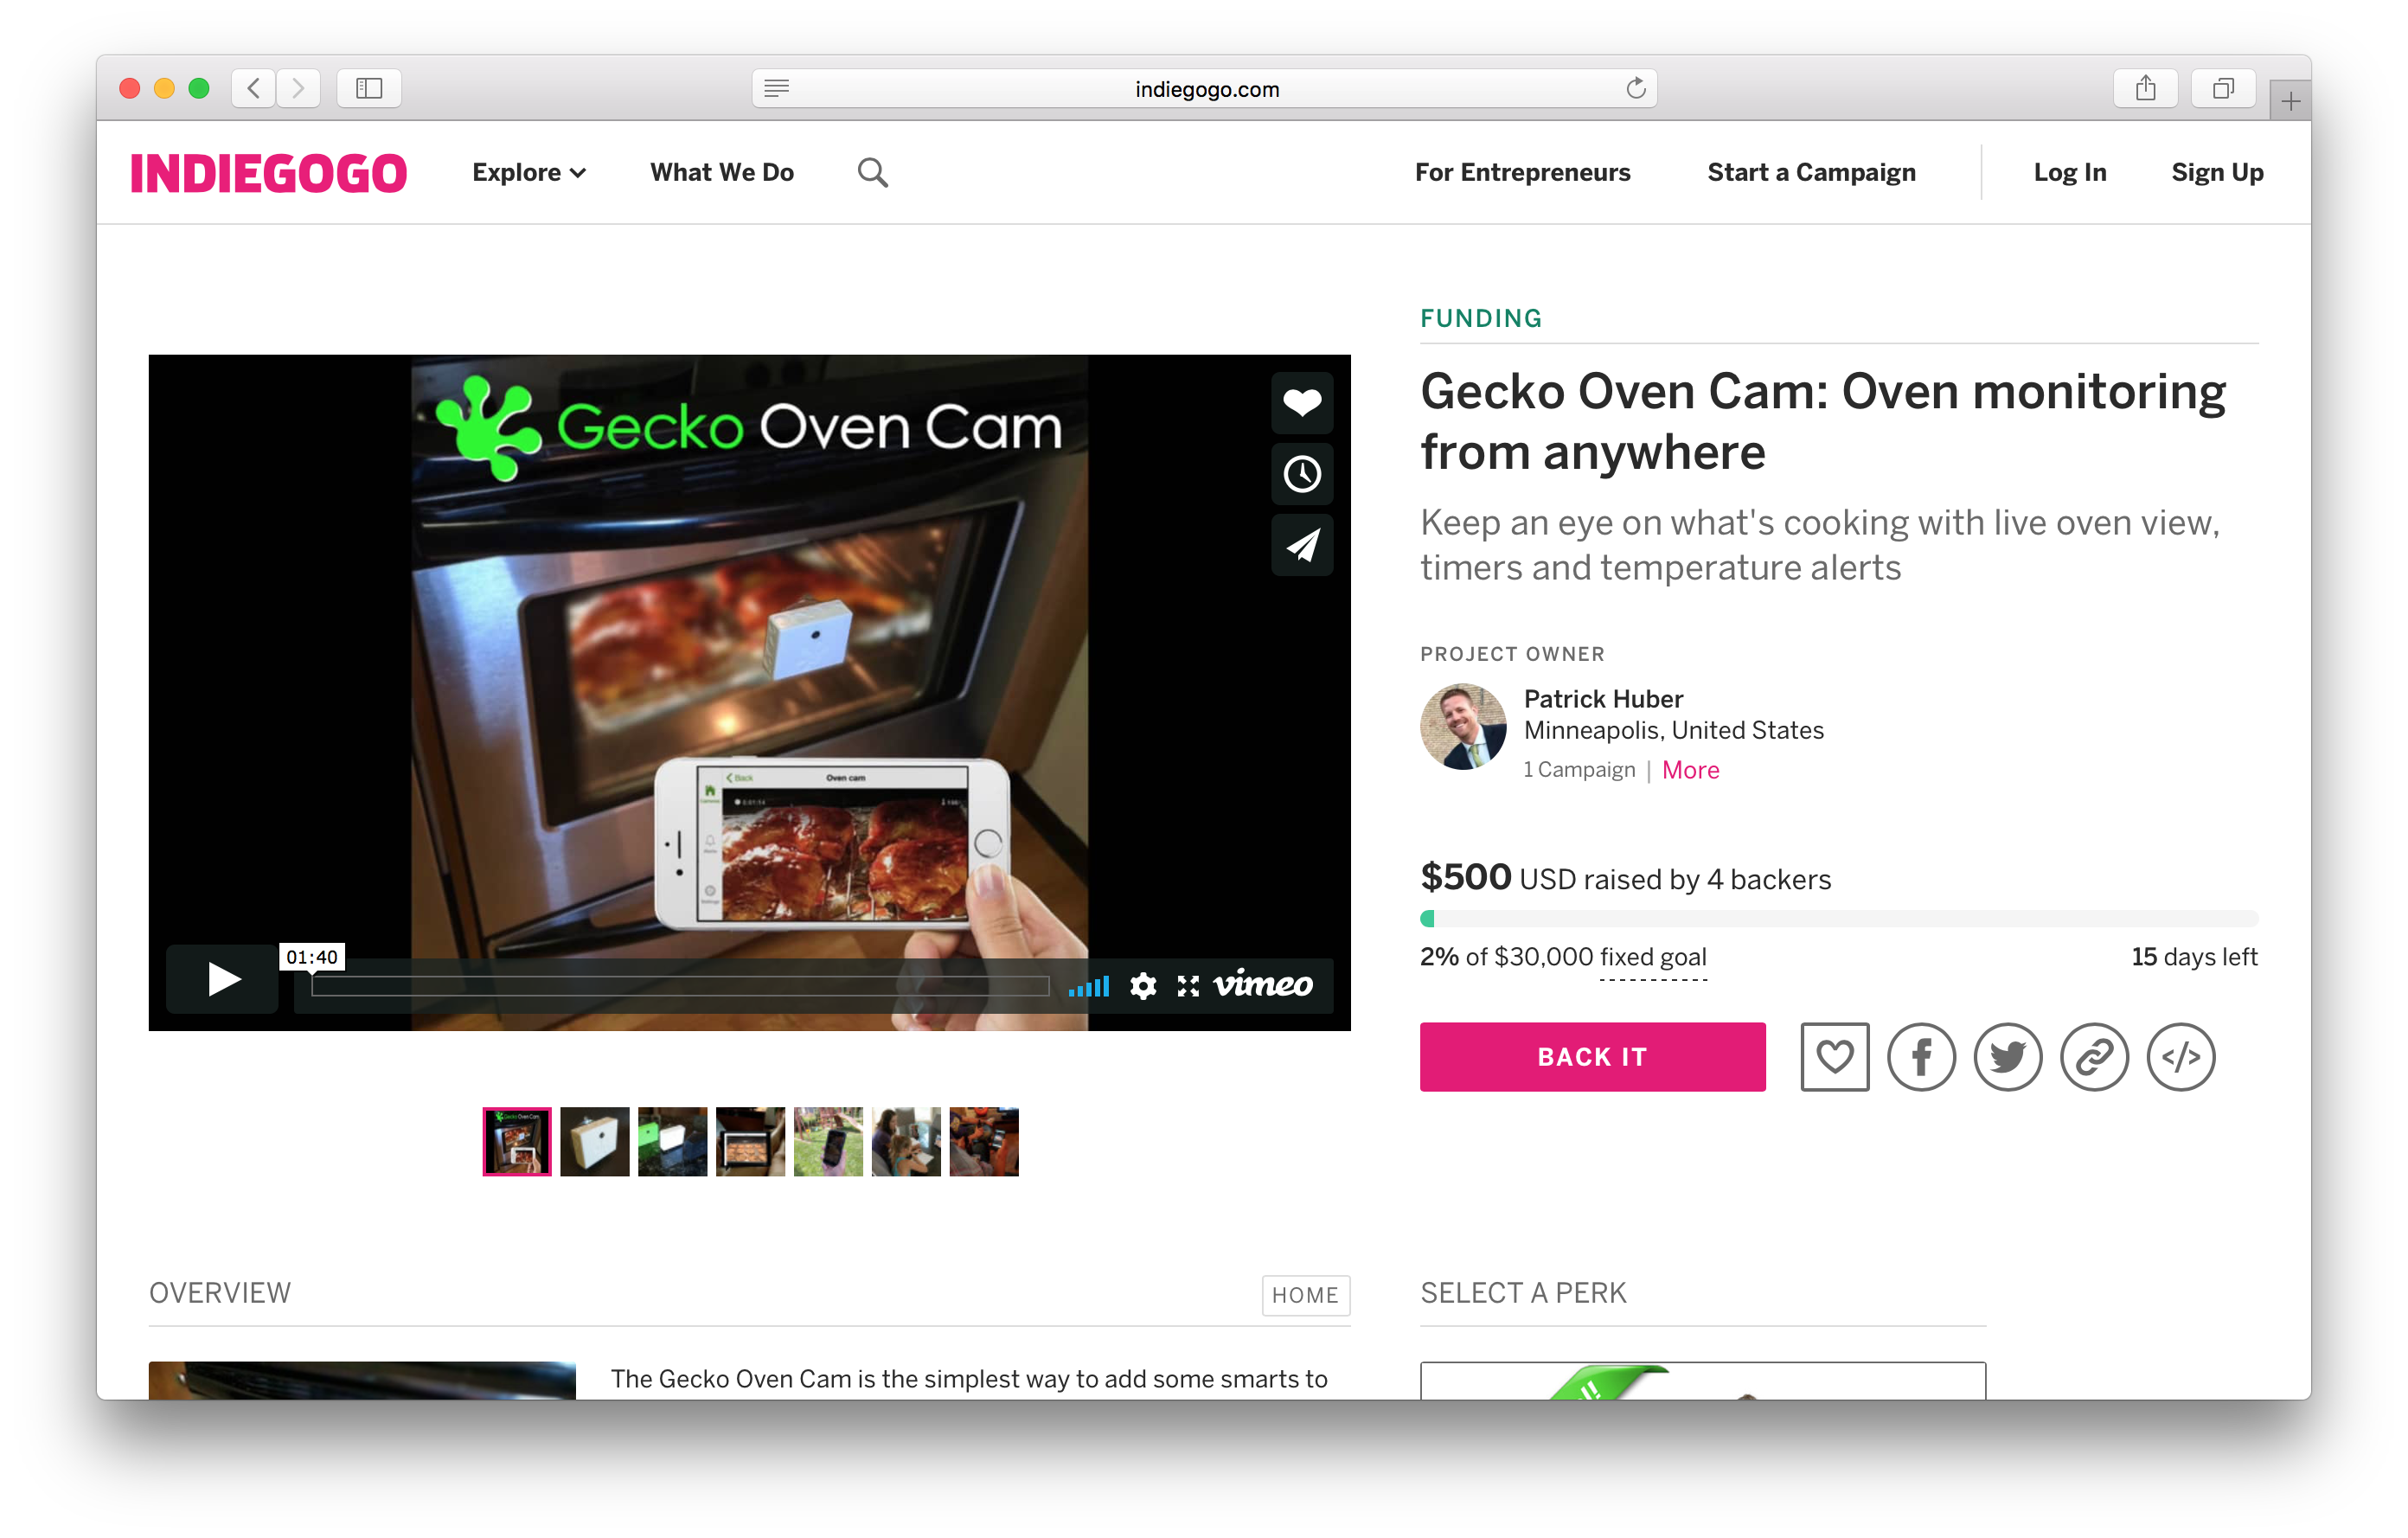 indiegogo.com
INDIEGOGO
Explore
What We Do
For Entrepreneurs
Start a Campaign
Log In
Sign Up
Gecko Oven Cam
Back
Oven cam
01:40
vimeo
FUNDING
Gecko Oven Cam: Oven monitoring
from anywhere
Keep an eye on what's cooking with live oven view,
timers and temperature alerts
PROJECT OWNER
Patrick Huber
Minneapolis, United States
1 Campaign | More
$500 USD raised by 4 backers
2% of $30,000 fixed goal
15 days left
BACK IT
OVERVIEW
HOME
The Gecko Oven Cam is the simplest way to add some smarts to
SELECT A PERK